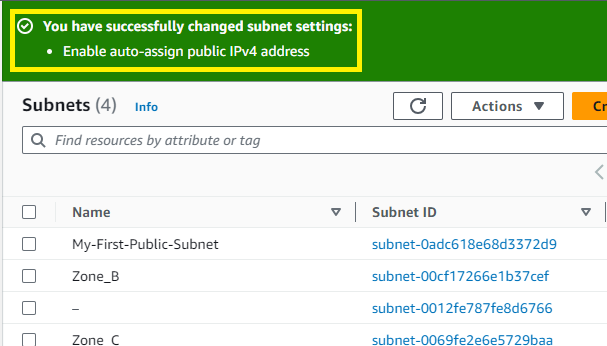 You have successfully changed subnet settings:
• Enable auto-assign public IPv4 address
Subnets (4) Info
Actions
Find resources by attribute or tag
Name Subnet ID
My-First-Public-Subnet subnet-0adc618e68d3372d9
Zone_B subnet-00cf17266e1b37cef
– subnet-0012fe787fe8d6766
Zone_C subnet-0069fe2e6e5729baa